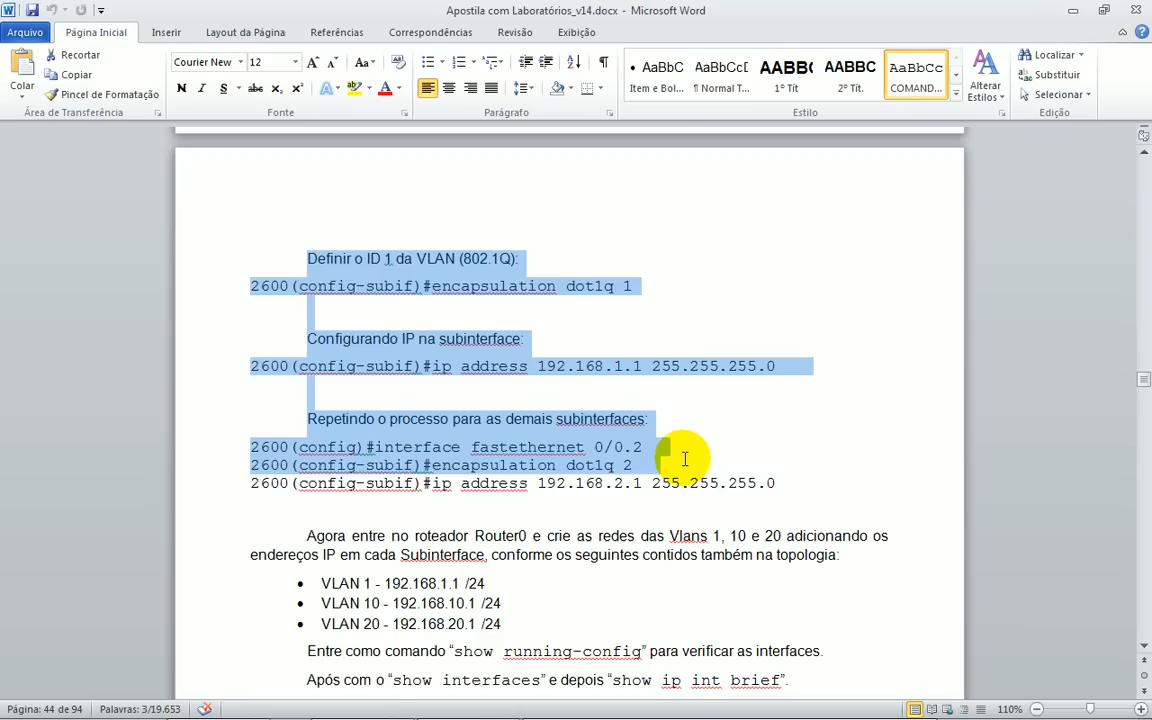 Apostila com Laboratórios_v14.docx - Microsoft Word
Arquivo Página Inicial Inserir Layout da Página Referências Correspondências Revisão Exibição
Colar
Recortar
Copiar
Pincel de Formatação
Área de Transferência
Courier New 12
Fonte
Parágrafo
• AaBbC
Item e Bol...
AaBbCcD
¶ Normal T...
AABBC
1º Tít
AABBC
2º Tít.
AaBbCc
COMAND...
Alterar Estilos
Estilo
Localizar
Substituir
Selecionar
Edição
Definir o ID 1 da VLAN (802.1Q):
2600(config-subif)#encapsulation dot1q 1
Configurando IP na subinterface:
2600(config-subif)#ip address 192.168.1.1 255.255.255.0
Repetindo o processo para as demais subinterfaces:
2600(config)#interface fastethernet 0/0.2
2600(config-subif)#encapsulation dot1q 2
2600(config-subif)#ip address 192.168.2.1 255.255.255.0
Agora entre no roteador Router0 e crie as redes das Vlans 1, 10 e 20 adicionando os
endereços IP em cada Subinterface, conforme os seguintes contidos também na topologia:
• VLAN 1 - 192.168.1.1 /24
• VLAN 10 - 192.168.10.1 /24
• VLAN 20 - 192.168.20.1 /24
Entre como comando “show running-config” para verificar as interfaces.
Após com o “show interfaces” e depois “show ip int brief”.
Página: 44 de 94 Palavras: 3/19.653 110%